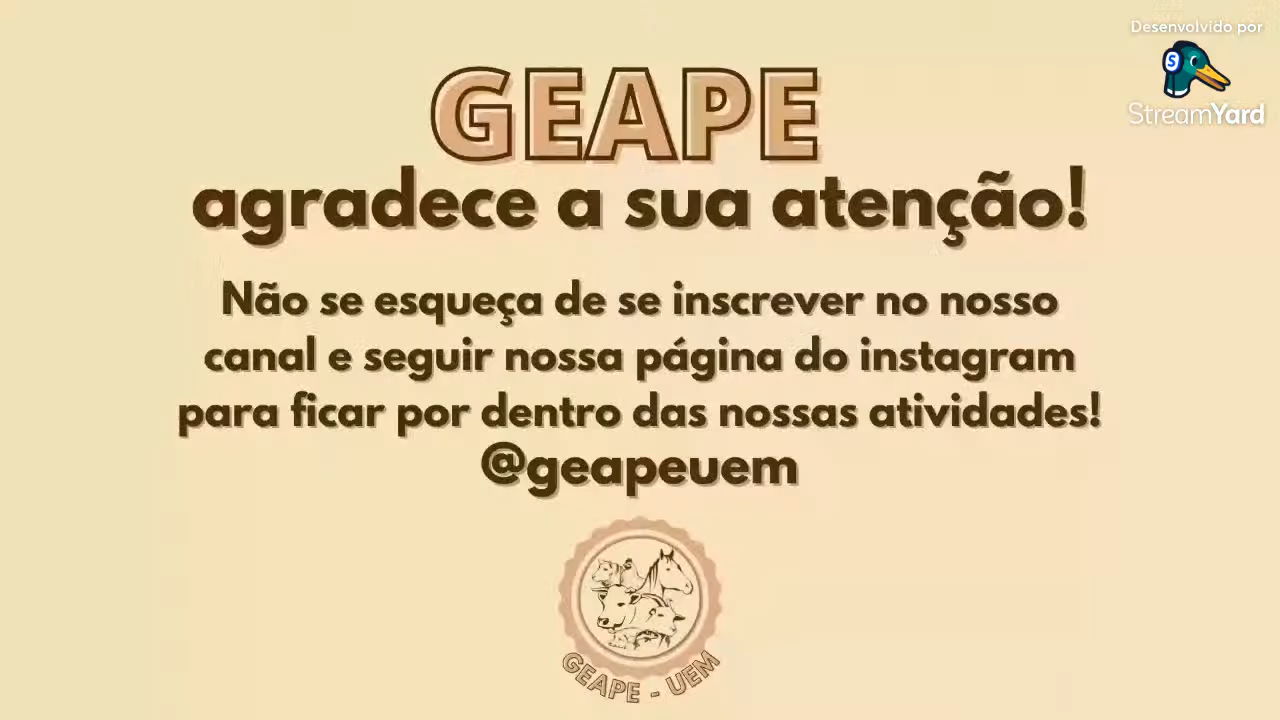 Desenvolvido por
StreamYard
GEAPE
agradece a sua atenção!
Não se esqueça de se inscrever no nosso
canal e seguir nossa página do instagram
para ficar por dentro das nossas atividades!
@geapeuem
GEAPE - UEM